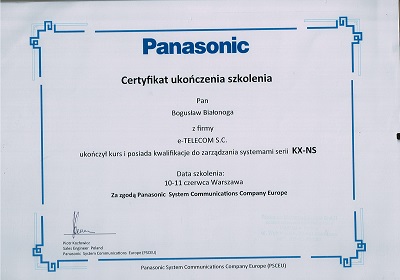 Panasonic
Certyfikat ukończenia szkolenia
Pan
Bogusław Białonoga
z firmy
e-TELECOM S.C.
ukończył kurs i posiada kwalifikacje do zarządzania systemami serii KX-NS
Data szkolenia:
10-11 czerwca Warszawa
Za zgodą Panasonic System Communications Company Europe
Piotr Kozłowicz
Sales Engineer Poland
Panasonic System Communications Europe (PSCEU)
Panasonic System Communications Company Europe (PSCEU)